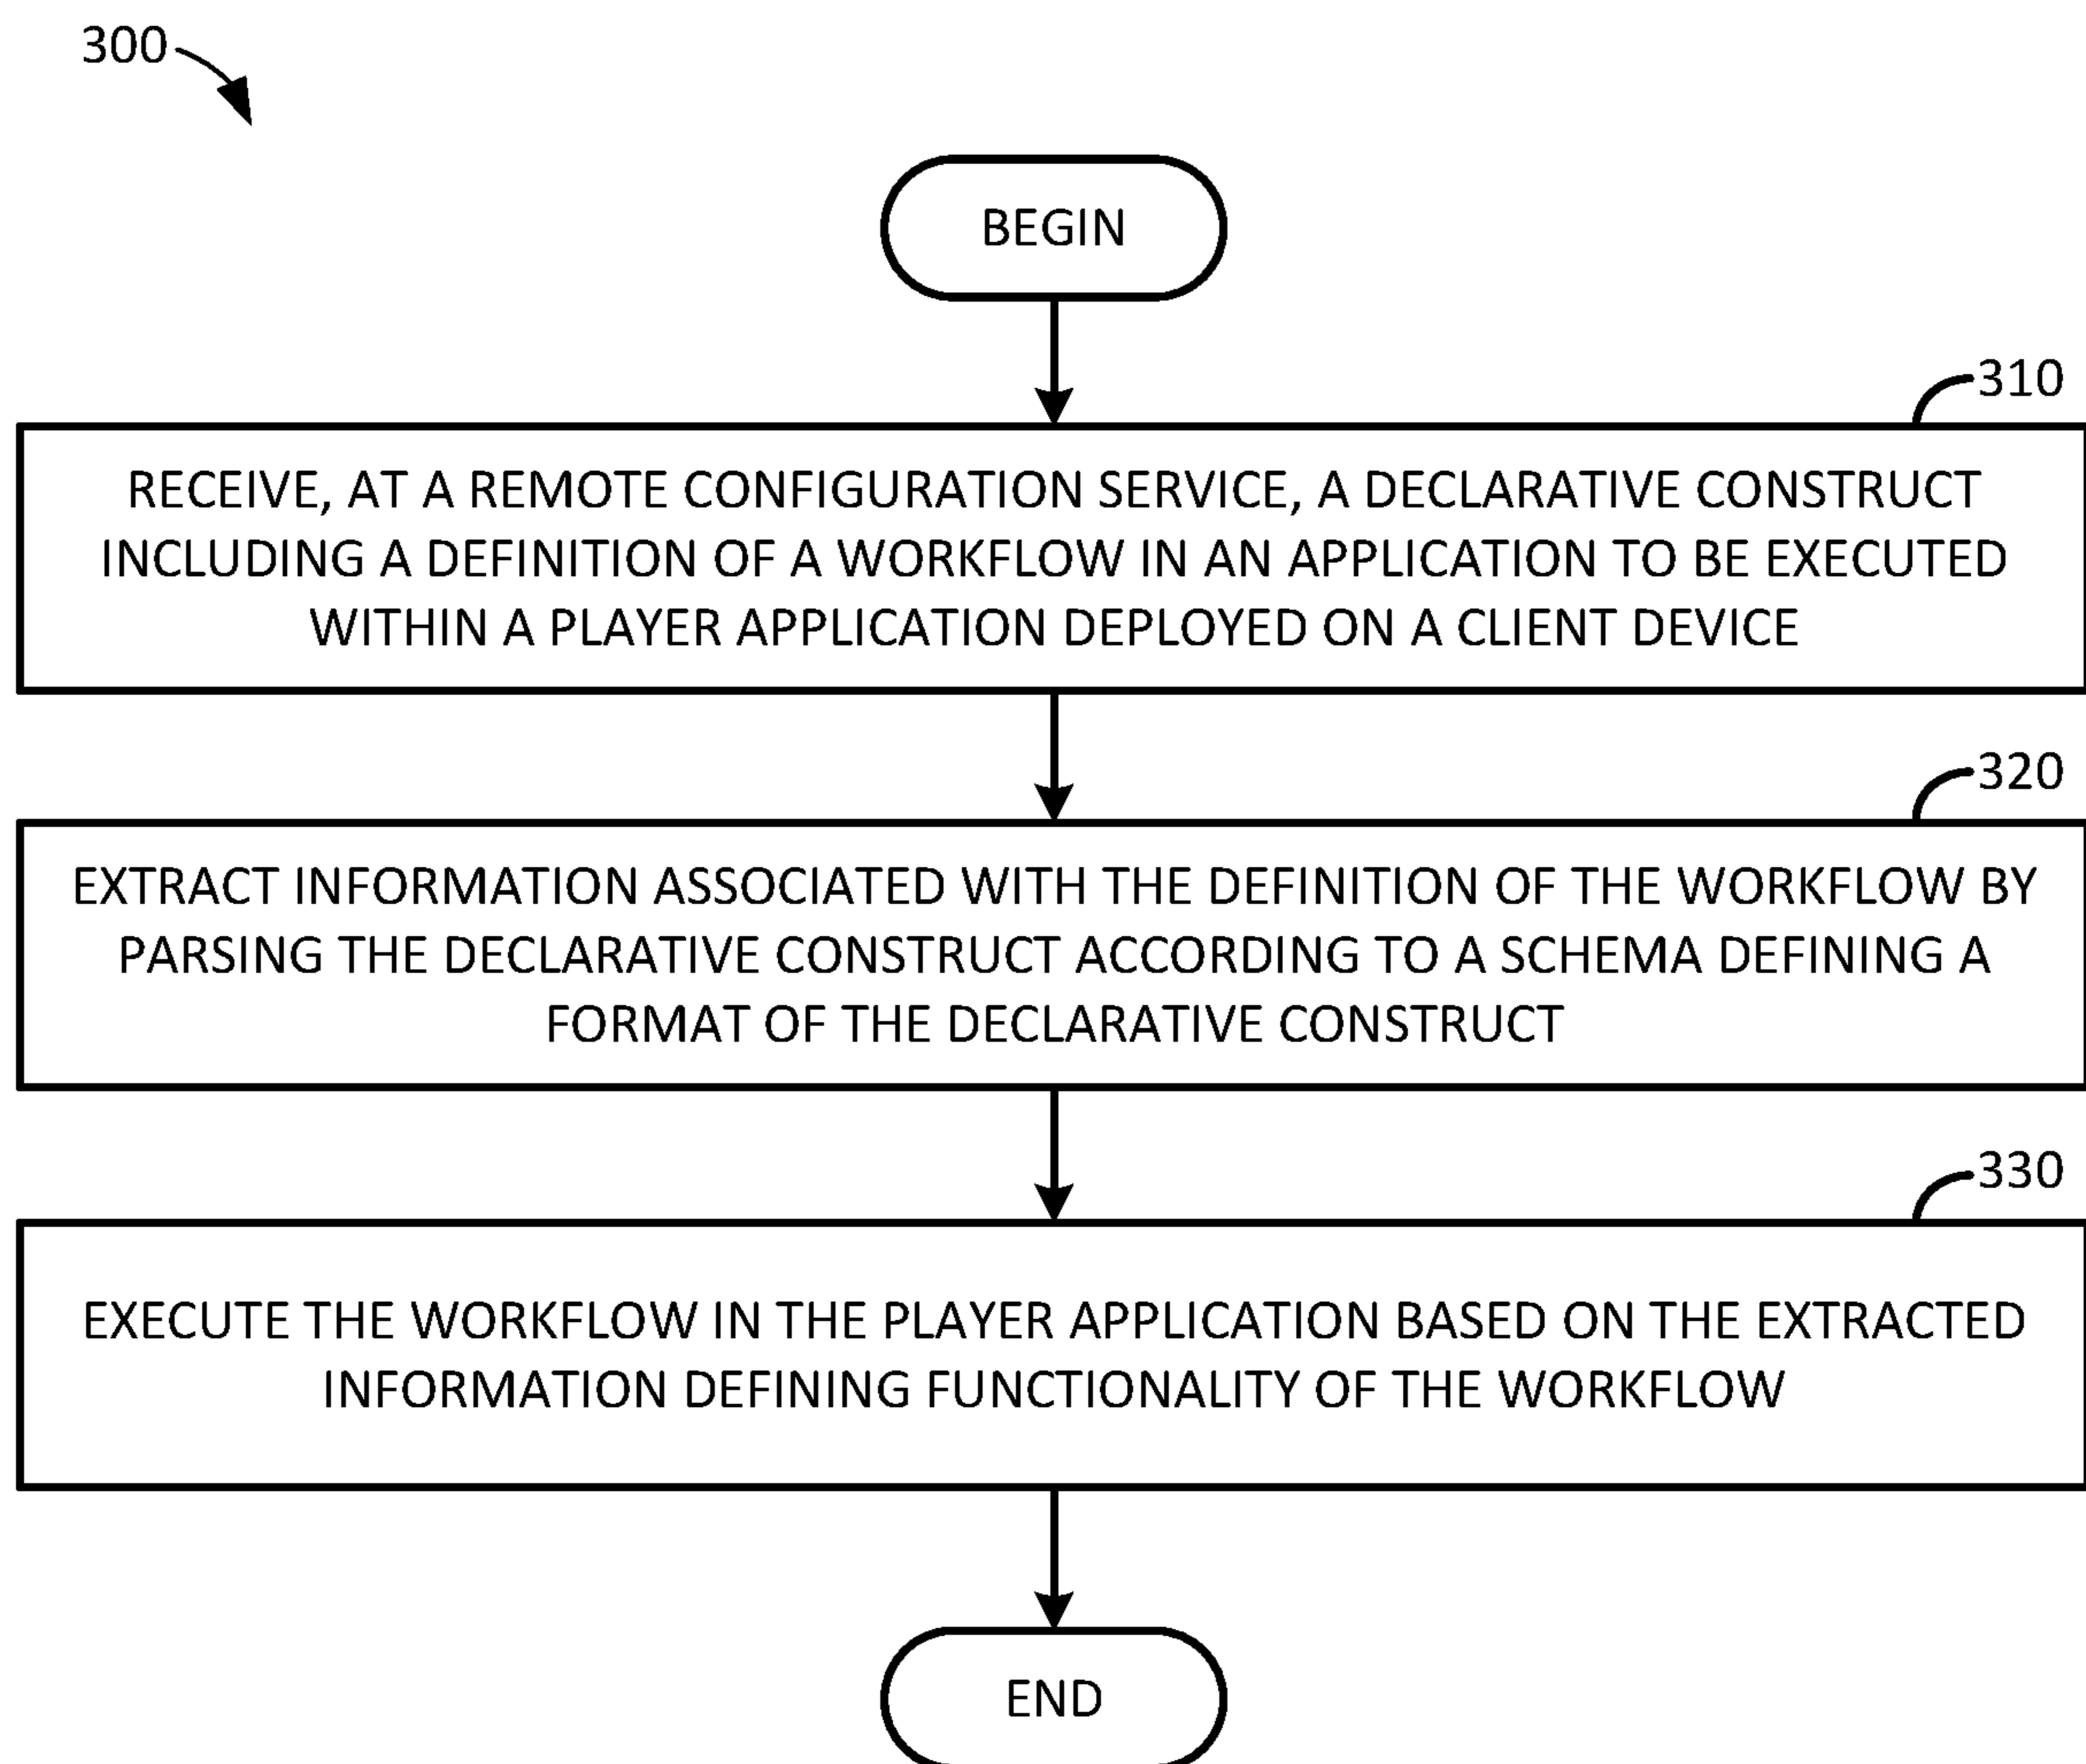 300
BEGIN
310
RECEIVE, AT A REMOTE CONFIGURATION SERVICE, A DECLARATIVE CONSTRUCT
INCLUDING A DEFINITION OF A WORKFLOW IN AN APPLICATION TO BE EXECUTED
WITHIN A PLAYER APPLICATION DEPLOYED ON A CLIENT DEVICE
320
EXTRACT INFORMATION ASSOCIATED WITH THE DEFINITION OF THE WORKFLOW BY
PARSING THE DECLARATIVE CONSTRUCT ACCORDING TO A SCHEMA DEFINING A
FORMAT OF THE DECLARATIVE CONSTRUCT
330
EXECUTE THE WORKFLOW IN THE PLAYER APPLICATION BASED ON THE EXTRACTED
INFORMATION DEFINING FUNCTIONALITY OF THE WORKFLOW
END